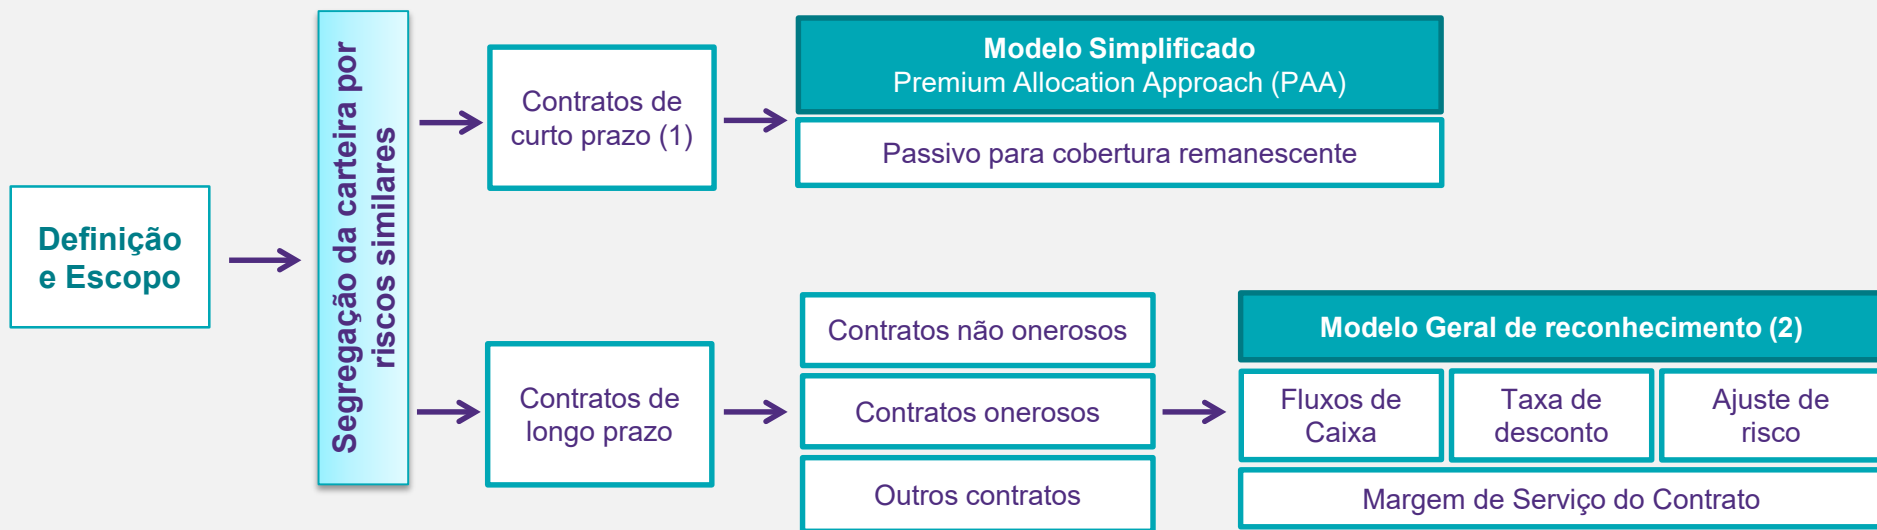 Definição
e Escopo
Segregação da carteira por
riscos similares
Contratos de
curto prazo (1)
Modelo Simplificado
Premium Allocation Approach (PAA)
Passivo para cobertura remanescente
Contratos de
longo prazo
Contratos não onerosos
Contratos onerosos
Outros contratos
Modelo Geral de reconhecimento (2)
Fluxos de
Caixa
Taxa de
desconto
Ajuste de
risco
Margem de Serviço do Contrato